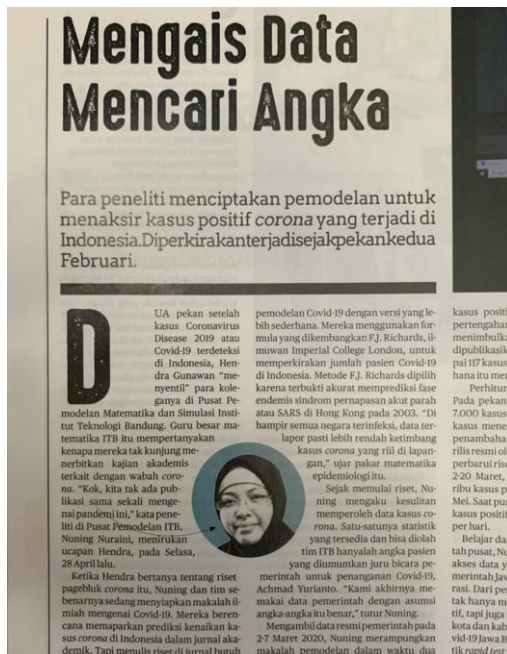 Mengais Data
Mencari Angka
Para peneliti menciptakan pemodelan untuk
menaksir kasus positif corona yang terjadi di
Indonesia.Diperkirakanterjadisejakpekankedua
Februari.
DUA pekan setelah
kasus Coronavirus
Disease 2019 atau
Covid-19 terdeteksi
di Indonesia, Hen-
dra Gunawan "me-
nyentil" para kole-
ganya di Pusat Pe-
modelan Matematika dan Simulasi Insti-
tut Teknologi Bandung. Guru besar ma-
tematika ITB itu mempertanyakan
kenapa mereka tak kunjung me-
nerbitkan kajian akademis
terkait dengan wabah coro-
na. "Kok, kita tak ada pub-
likasi sama sekali menge-
nai pandemi ini," kata pene-
liti di Pusat Pemodelan ITB,
Nuning Nuraini, menirukan
ucapan Hendra, pada Selasa,
28 April lalu.
Ketika Hendra bertanya tentang riset
pagebluk corona itu, Nuning dan tim se-
benarnya sedang menyiapkan makalah il-
miah mengenai Covid-19. Mereka beren-
cana memaparkan prediksi kenaikan ka-
sus corona di Indonesia dalam jurnal aka-
demik. Tapi menulis riset di jurnal butuh
pemodelan Covid-19 dengan versi yang le-
bih sederhana. Mereka menggunakan for-
mula yang dikembangkan F.J. Richards, il-
muwan Imperial College London, untuk
memperkirakan jumlah pasien Covid-19
di Indonesia. Metode F.J. Richards dipilih
karena terbukti akurat memprediksi fase
endemis sindrom pernapasan akut parah
atau SARS di Hong Kong pada 2003. "Di
hampir semua negara terinfeksi, data ter-
lapor pasti lebih rendah ketimbang
kasus corona yang riil di lapan-
gan," ujar pakar matematika
epidemiologi itu.
Sejak memulai riset, Nu-
ning mengaku kesulitan
memperoleh data kasus co-
rona. Satu-satunya statistik
yang tersedia dan bisa diolah
tim ITB hanyalah angka pasien
yang diumumkan juru bicara pe-
merintah untuk penanganan Covid-19,
Achmad Yurianto. "Kami akhirnya me-
makai data pemerintah dengan asumsi
angka-angka itu benar," tutur Nuning.
Mengambil data resmi pemerintah pada
2-7 Maret 2020, Nuning merampungkan
makalah pemodelan dalam waktu dua
kasus positi
pertengahan
menimbulka
dipublikasik
pai 117 kasus
hana itu men
Perhitun
Pada pekan
7.000 kasus
kasus mene
penambaha
rilis resmi ol
perbarui rise
2-20 Maret,
ribu kasus p
Mei. Saat pu
kasus positif
per hari.
Belajar da
tah pusat, Nu
akses data y
merintah Jaw
rasi. Dari pe
tak hanya m
tif, tapi juga
kota dan kab
vid-19 Jawa B
tik rapid test